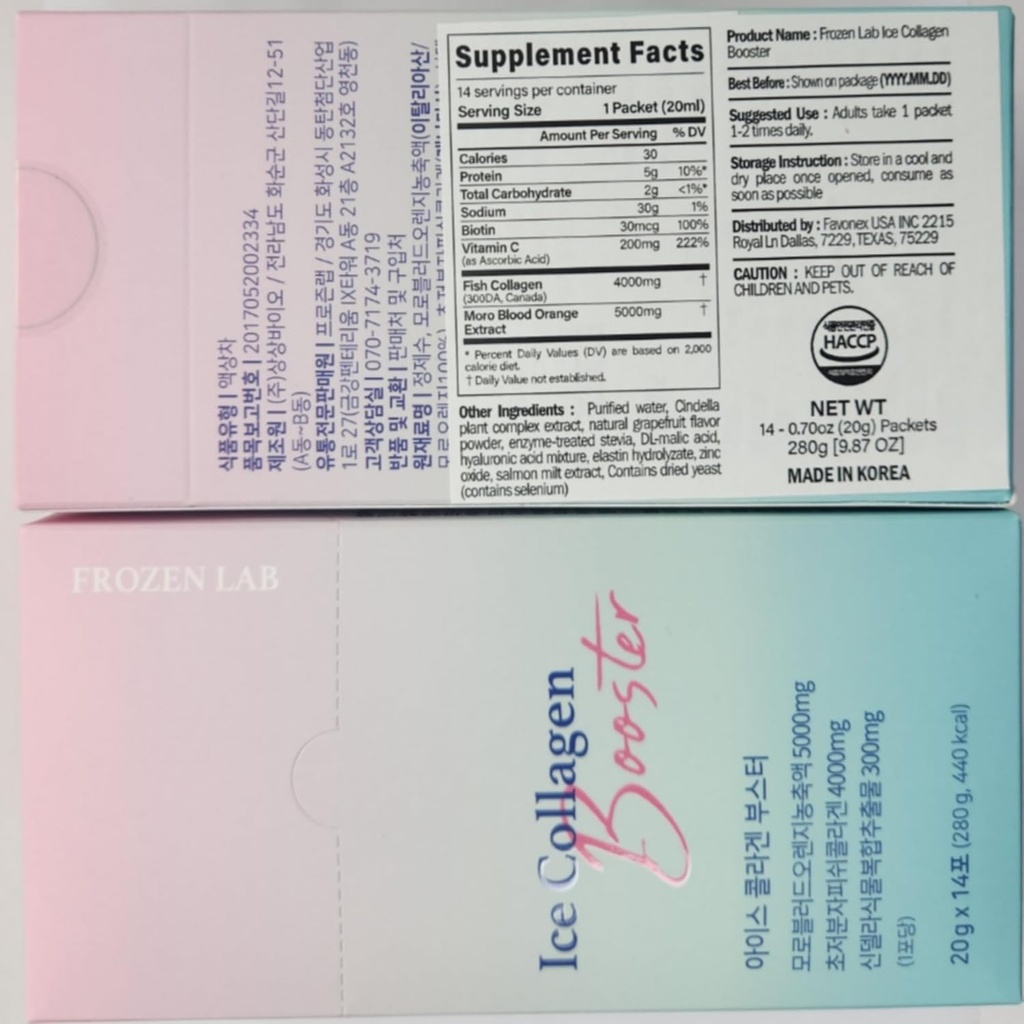 식품유형 | 액상차
품목보고번호 | 2017052002334
제조원 | (주)상상바이오 / 전라남도 화순군 산단길12-51
(A동~B동)
유통전문판매원 | 프로즌랩 / 경기도 화성시 동탄첨단산업
1로 27(금강펜테리움 IX타워 A동 21층 A2132호 영천동)
고객상담실 | 070-7174-3719
반품 및 교환 | 판매처 및 구입처
원재료명 | 정제수, 모로블러드오렌지농축액(이탈리아산/
Supplement Facts
14 servings per container
Serving Size 1 Packet (20ml)
Amount Per Serving % DV
Calories 30
Protein 5g 10%*
Total Carbohydrate 2g <1%*
Sodium 30g 1%
Biotin 30mcg 100%
Vitamin C 200mg 222%
(as Ascorbic Acid)
Fish Collagen 4000mg †
(300DA, Canada)
Moro Blood Orange 5000mg †
Extract
* Percent Daily Values (DV) are based on 2,000
calorie diet.
† Daily Value not established.
Other Ingredients : Purified water, Cindella
plant complex extract, natural grapefruit flavor
powder, enzyme-treated stevia, DL-malic acid,
hyaluronic acid mixture, elastin hydrolyzate, zinc
oxide, salmon milt extract, Contains dried yeast
(contains selenium)
Product Name : Frozen Lab Ice Collagen
Booster
Best Before : Shown on package (YYYY.MM.DD)
Suggested Use : Adults take 1 packet
1-2 times daily.
Storage Instruction : Store in a cool and
dry place once opened, consume as
soon as possible
Distributed by : Favonex USA INC 2215
Royal Ln Dallas, 7229, TEXAS, 75229
CAUTION : KEEP OUT OF REACH OF
CHILDREN AND PETS.
HACCP
NET WT
14 - 0.70oz (20g) Packets
280g [9.87 OZ]
MADE IN KOREA
FROZEN LAB
Ice Collagen
Booster
아이스 콜라겐 부스터
모로블러드오렌지농축액 5000mg
초저분자피쉬콜라겐 4000mg
신델라식물복합추출물 300mg
(1포당)
20g x 14포 (280g, 440 kcal)